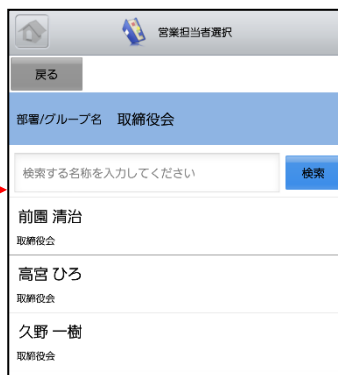 営業担当者選択
戻る
部署/グループ名 取締役会
検索する名称を入力してください 検索
前園 清治
取締役会
高宮 ひろ
取締役会
久野 一樹
取締役会